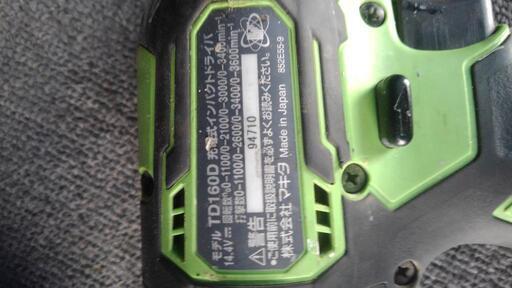 モデル TD160D 充電式インパクトドライバ
14.4V⎓ 回転数%0-1100/0-2100/0-3000/0-3400min⁻¹
打撃数0-1100/0-2600/0-3400/0-3600min⁻¹
⚠警告
94710
•ご使用前に取扱説明書を必ずよくお読みください。
株式会社 マキタ Made in Japan 852E55-9